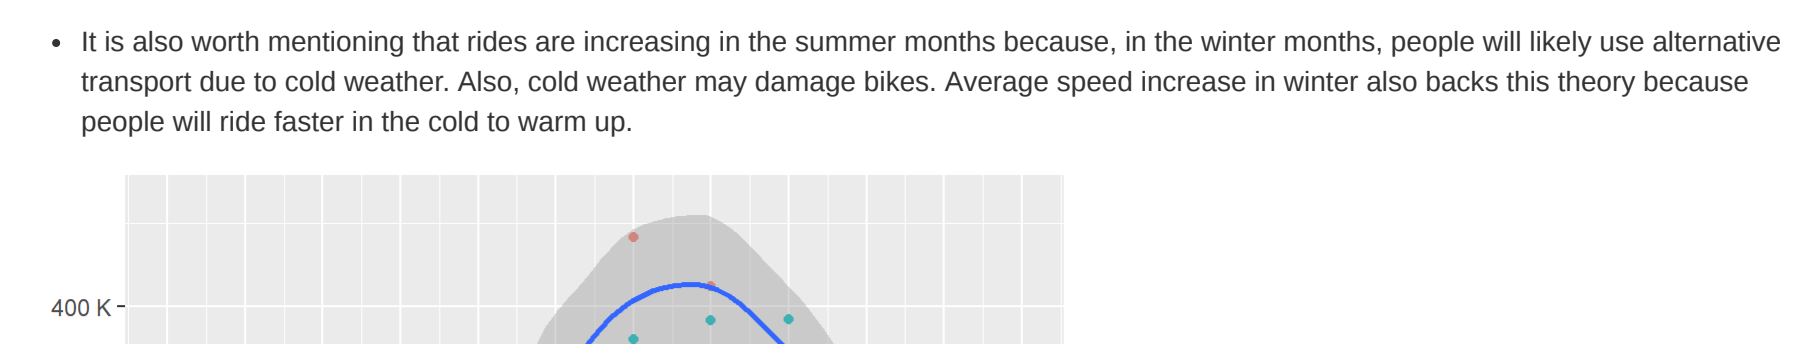 • It is also worth mentioning that rides are increasing in the summer months because, in the winter months, people will likely use alternative
transport due to cold weather. Also, cold weather may damage bikes. Average speed increase in winter also backs this theory because
people will ride faster in the cold to warm up.
400 K